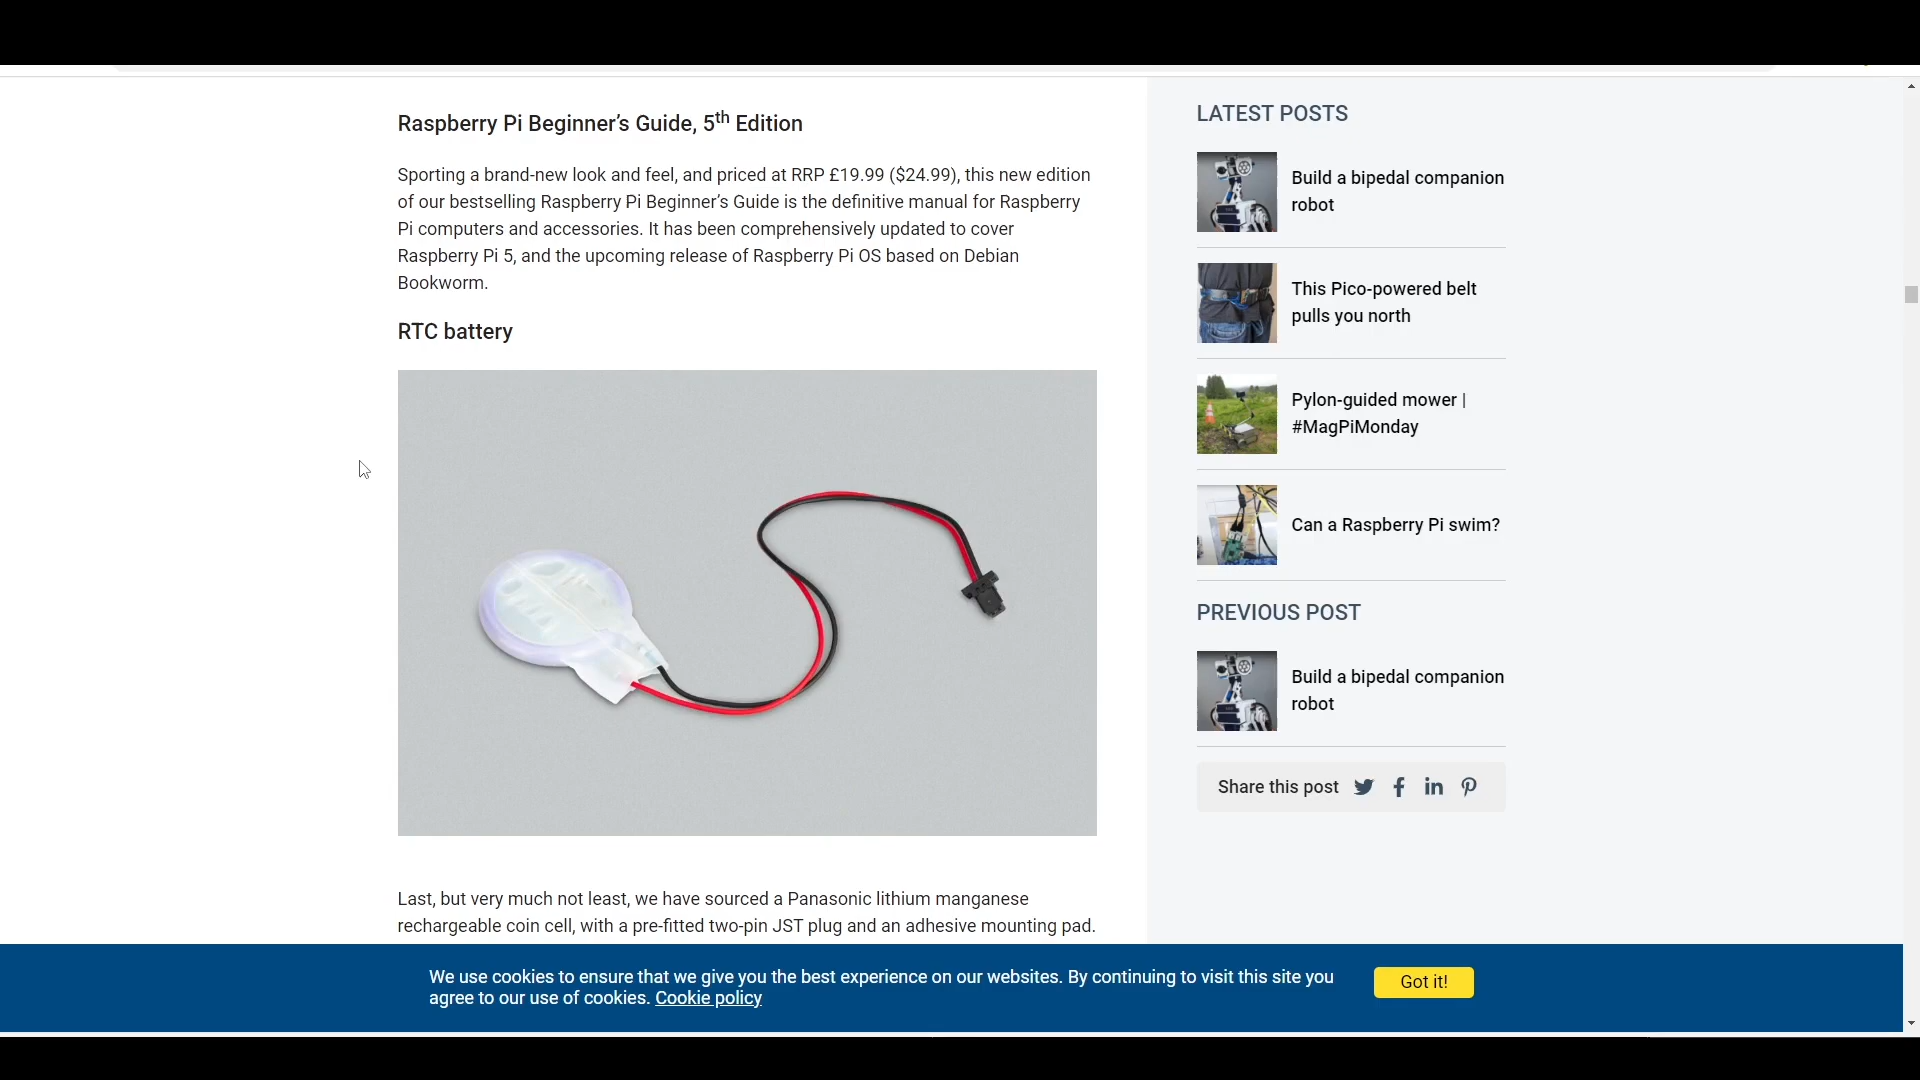 Raspberry Pi Beginner’s Guide, 5th Edition
Sporting a brand-new look and feel, and priced at RRP £19.99 ($24.99), this new edition
of our bestselling Raspberry Pi Beginner’s Guide is the definitive manual for Raspberry
Pi computers and accessories. It has been comprehensively updated to cover
Raspberry Pi 5, and the upcoming release of Raspberry Pi OS based on Debian
Bookworm.
RTC battery
Last, but very much not least, we have sourced a Panasonic lithium manganese
rechargeable coin cell, with a pre-fitted two-pin JST plug and an adhesive mounting pad.
LATEST POSTS
Build a bipedal companion
robot
This Pico-powered belt
pulls you north
Pylon-guided mower |
#MagPiMonday
Can a Raspberry Pi swim?
PREVIOUS POST
Build a bipedal companion
robot
Share this post
We use cookies to ensure that we give you the best experience on our websites. By continuing to visit this site you
agree to our use of cookies. Cookie policy
Got it!